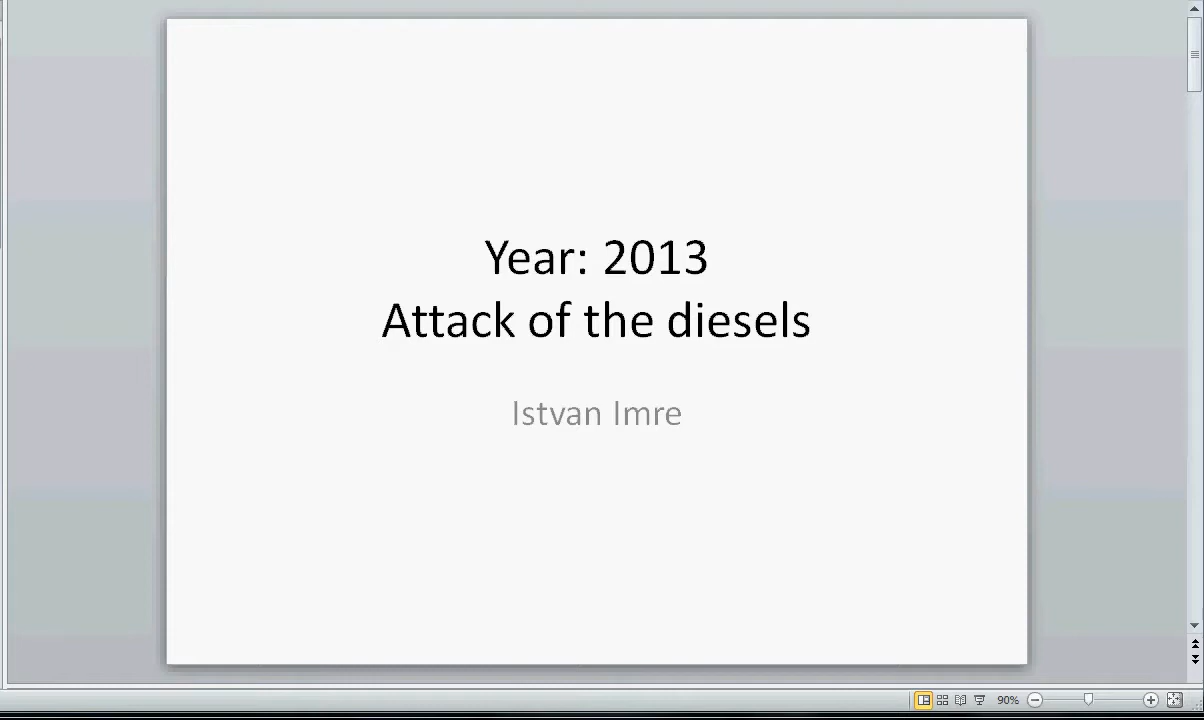 Year: 2013
Attack of the diesels
Istvan Imre
90%